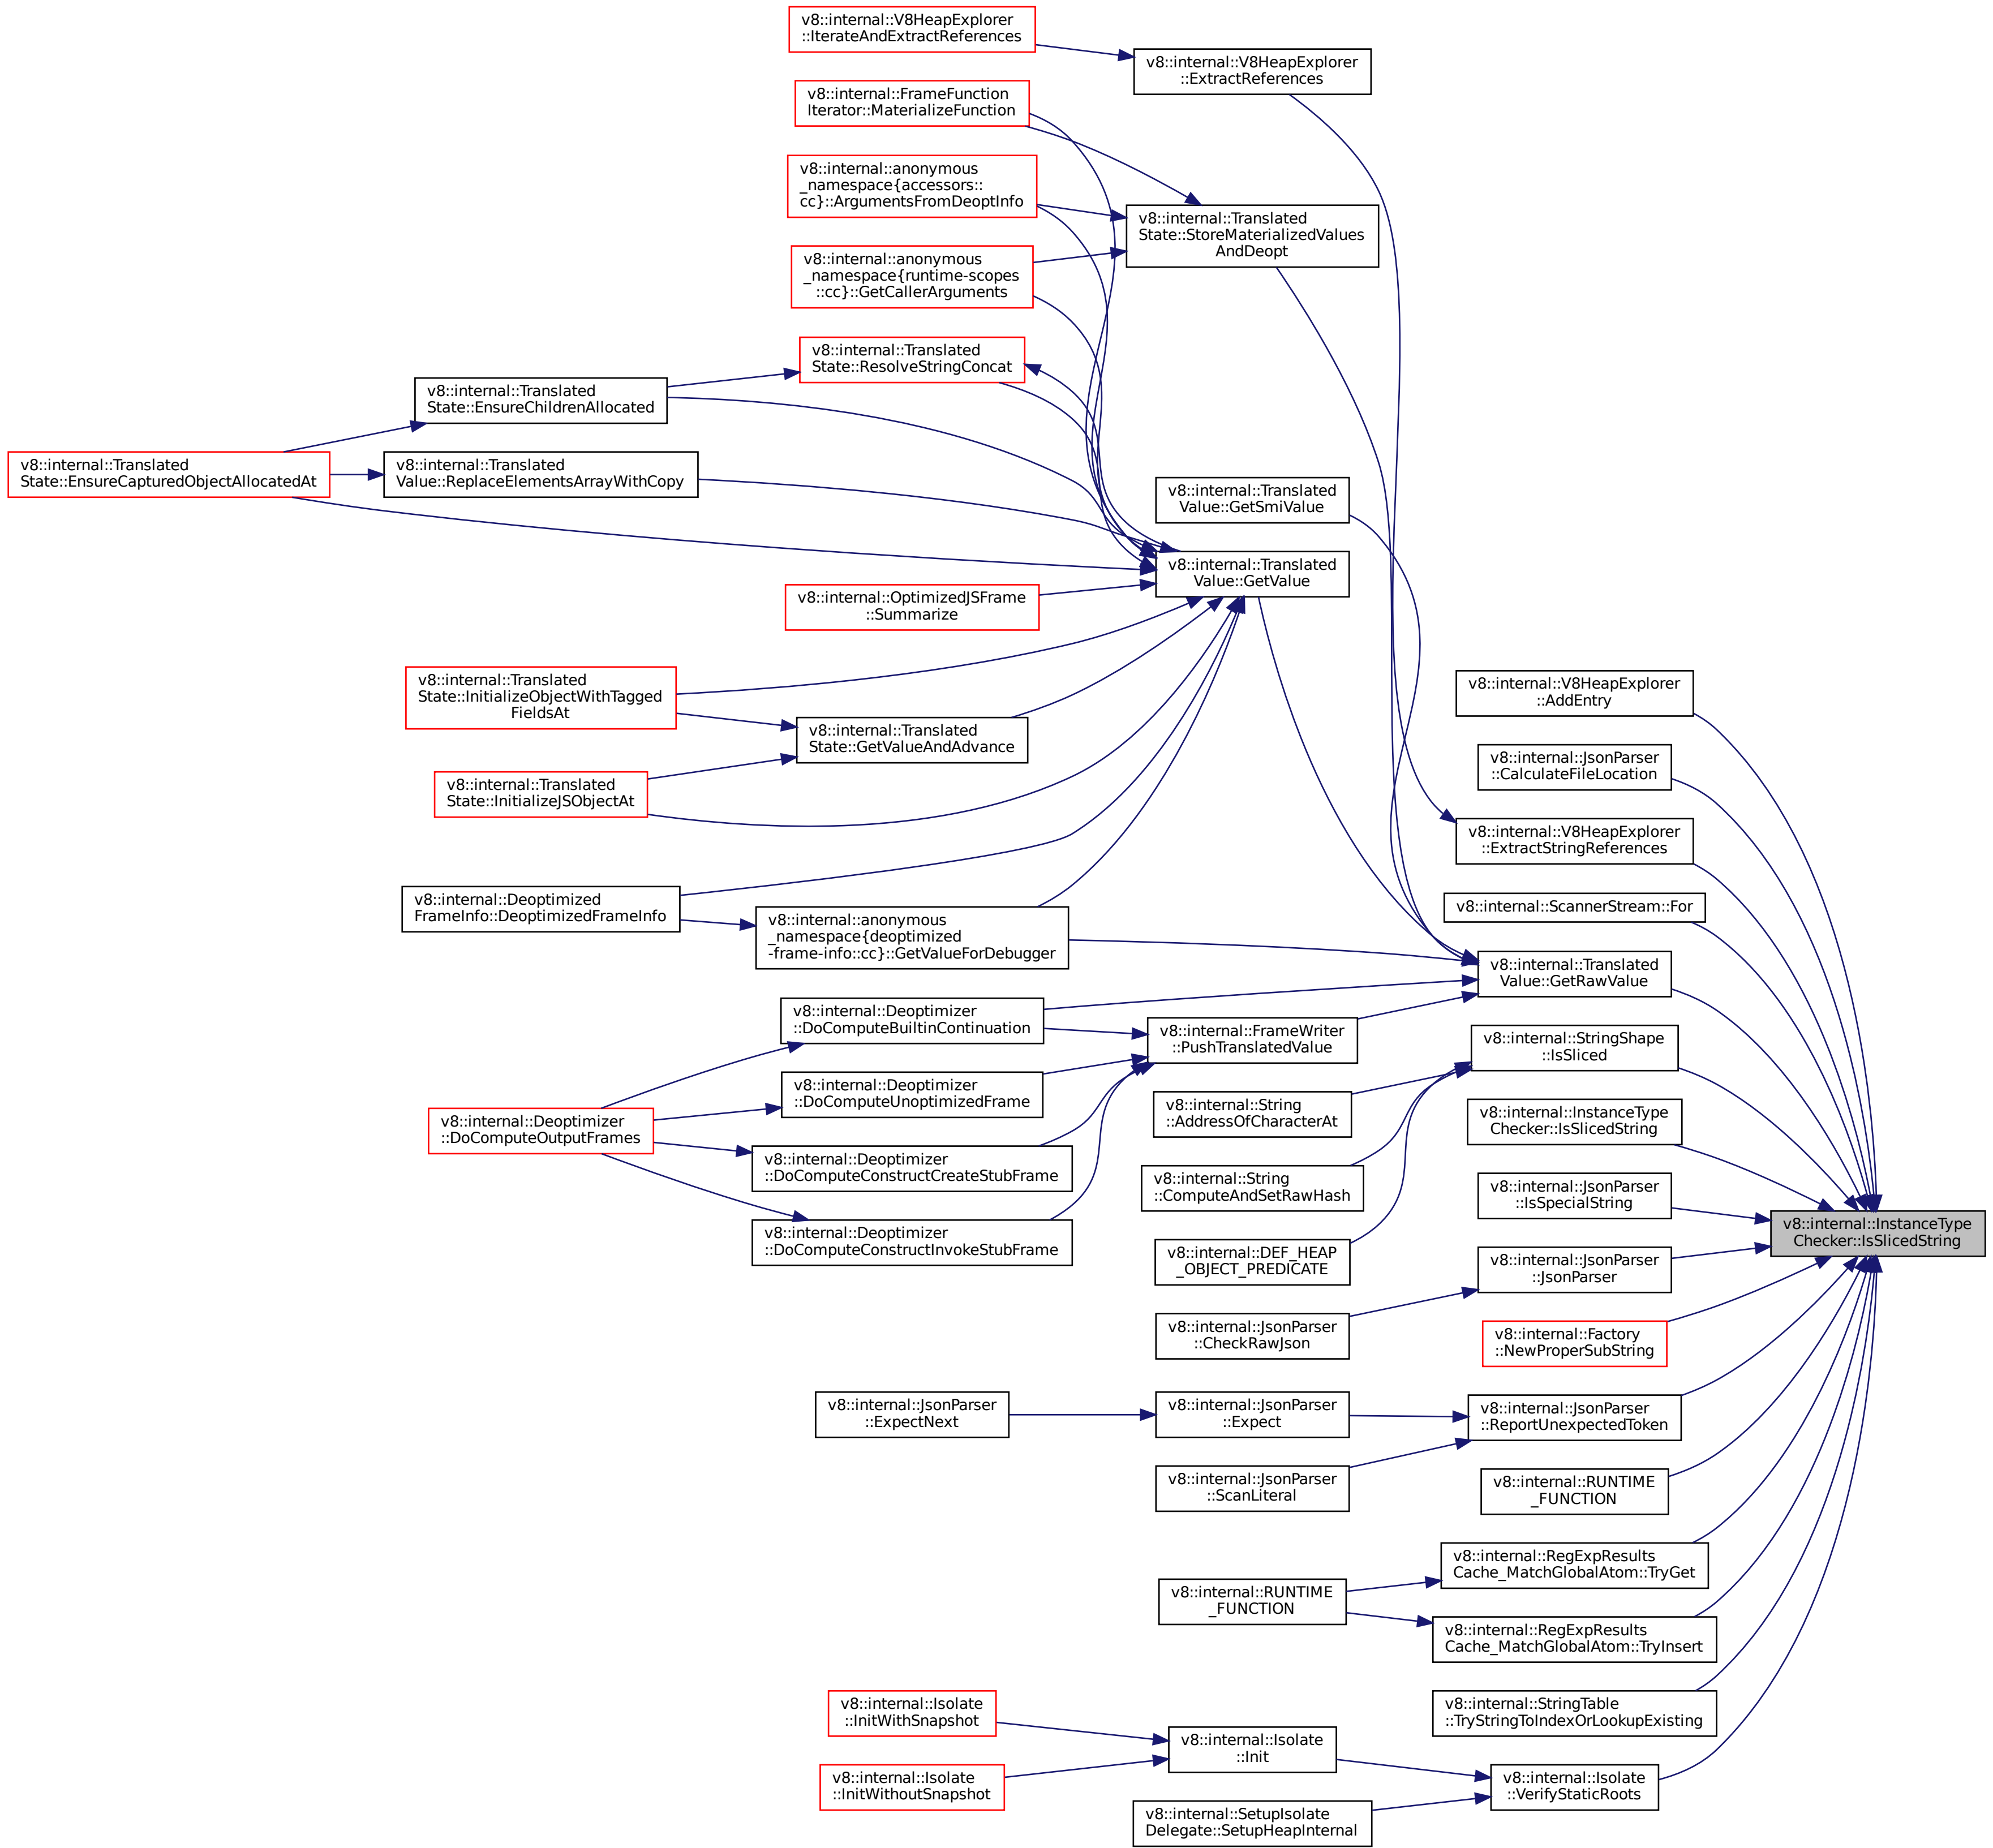 v8::internal::V8HeapExplorer
::IterateAndExtractReferences
v8::internal::V8HeapExplorer
::ExtractReferences
v8::internal::FrameFunction
Iterator::MaterializeFunction
v8::internal::anonymous
_namespace{accessors::
cc}::ArgumentsFromDeoptInfo
v8::internal::Translated
State::StoreMaterializedValues
AndDeopt
v8::internal::anonymous
_namespace{runtime-scopes
::cc}::GetCallerArguments
v8::internal::Translated
State::ResolveStringConcat
v8::internal::Translated
State::EnsureChildrenAllocated
v8::internal::Translated
State::EnsureCapturedObjectAllocatedAt
v8::internal::Translated
Value::ReplaceElementsArrayWithCopy
v8::internal::Translated
Value::GetSmiValue
v8::internal::Translated
Value::GetValue
v8::internal::OptimizedJSFrame
::Summarize
v8::internal::Translated
State::InitializeObjectWithTagged
FieldsAt
v8::internal::V8HeapExplorer
::AddEntry
v8::internal::Translated
State::GetValueAndAdvance
v8::internal::JsonParser
::CalculateFileLocation
v8::internal::Translated
State::InitializeJSObjectAt
v8::internal::V8HeapExplorer
::ExtractStringReferences
v8::internal::Deoptimized
FrameInfo::DeoptimizedFrameInfo
v8::internal::anonymous
_namespace{deoptimized
-frame-info::cc}::GetValueForDebugger
v8::internal::ScannerStream::For
v8::internal::Translated
Value::GetRawValue
v8::internal::Deoptimizer
::DoComputeBuiltinContinuation
v8::internal::FrameWriter
::PushTranslatedValue
v8::internal::StringShape
::IsSliced
v8::internal::Deoptimizer
::DoComputeUnoptimizedFrame
v8::internal::String
::AddressOfCharacterAt
v8::internal::InstanceType
Checker::IsSlicedString
v8::internal::Deoptimizer
::DoComputeOutputFrames
v8::internal::Deoptimizer
::DoComputeConstructCreateStubFrame
v8::internal::String
::ComputeAndSetRawHash
v8::internal::JsonParser
::IsSpecialString
v8::internal::InstanceType
Checker::IsSlicedString
v8::internal::Deoptimizer
::DoComputeConstructInvokeStubFrame
v8::internal::DEF_HEAP
_OBJECT_PREDICATE
v8::internal::JsonParser
::JsonParser
v8::internal::JsonParser
::CheckRawJson
v8::internal::Factory
::NewProperSubString
v8::internal::JsonParser
::ExpectNext
v8::internal::JsonParser
::Expect
v8::internal::JsonParser
::ReportUnexpectedToken
v8::internal::JsonParser
::ScanLiteral
v8::internal::RUNTIME
_FUNCTION
v8::internal::RegExpResults
Cache_MatchGlobalAtom::TryGet
v8::internal::RUNTIME
_FUNCTION
v8::internal::RegExpResults
Cache_MatchGlobalAtom::TryInsert
v8::internal::StringTable
::TryStringToIndexOrLookupExisting
v8::internal::Isolate
::InitWithSnapshot
v8::internal::Isolate
::Init
v8::internal::Isolate
::InitWithoutSnapshot
v8::internal::Isolate
::VerifyStaticRoots
v8::internal::SetupIsolate
Delegate::SetupHeapInternal